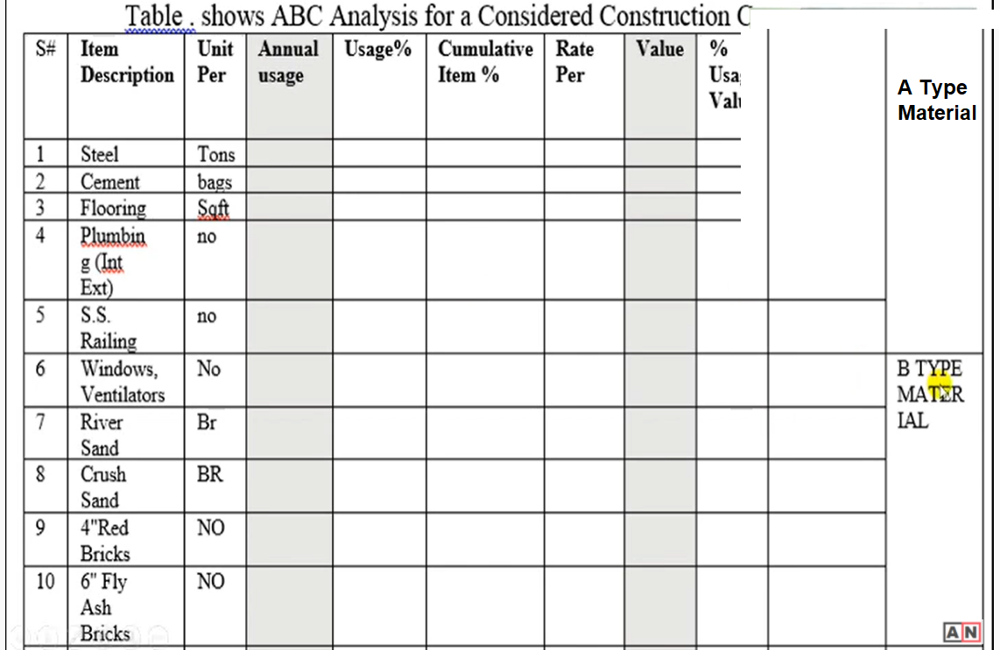 Table . shows ABC Analysis for a Considered Construction
S# Item Description Unit Per Annual usage Usage% Cumulative Item % Rate Per Value %
A Type Material
1 Steel Tons
2 Cement bags
3 Flooring Sqft
4 Plumbin g (Int Ext) no
5 S.S. Railing no
6 Windows, Ventilators No
B TYPE MATER IAL
7 River Sand Br
8 Crush Sand BR
9 4"Red Bricks NO
10 6" Fly Ash Bricks NO
AN